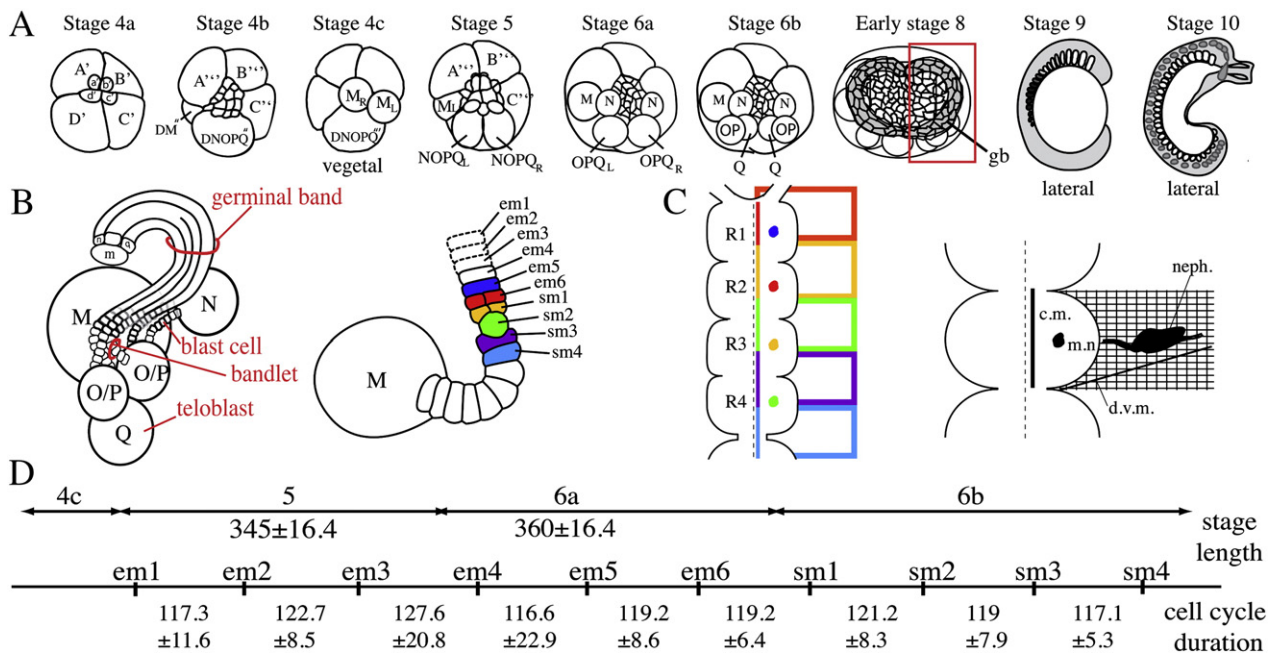 A
Stage 4a
Stage 4b
Stage 4c
Stage 5
Stage 6a
Stage 6b
Early stage 8
Stage 9
Stage 10
A'
B'
a'
b'
d'
c'
D'
C'
A''
B''
C''
DM''
DNOPQ''
M_R
M_L
DNOPQ'''
vegetal
A''
B''
C''
M_L
NOPQ_L
NOPQ_R
M
N
N
OPQ_L
OPQ_R
M
N
N
OP
OP
Q
Q
gb
lateral
lateral
B
germinal band
n
q
m
M
N
blast cell
bandlet
O/P
O/P
teloblast
Q
em1
em2
em3
em4
em5
em6
sm1
sm2
sm3
sm4
M
C
R1
R2
R3
R4
neph.
c.m.
m.n
d.v.m.
D
4c 5 6a 6b
345±16.4 360±16.4 stage
length
em1 em2 em3 em4 em5 em6 sm1 sm2 sm3 sm4
117.3 122.7 127.6 116.6 119.2 119.2 121.2 119 117.1 cell cycle
±11.6 ±8.5 ±20.8 ±22.9 ±8.6 ±6.4 ±8.3 ±7.9 ±5.3 duration